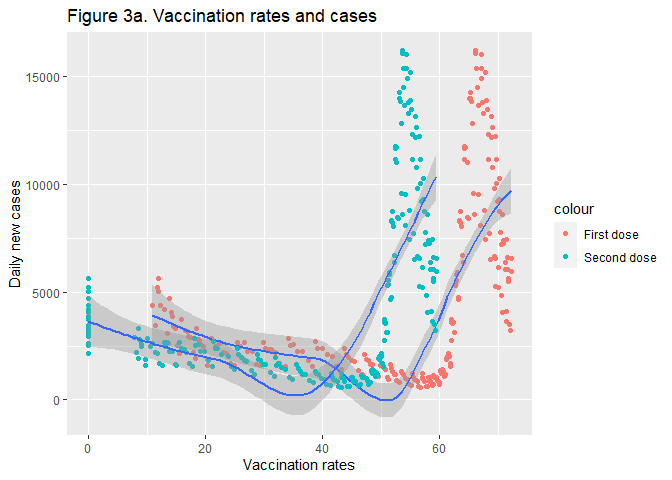 Figure 3a. Vaccination rates and cases
15000
10000
5000
0
Daily new cases
0 20 40 60
Vaccination rates
colour
First dose
Second dose